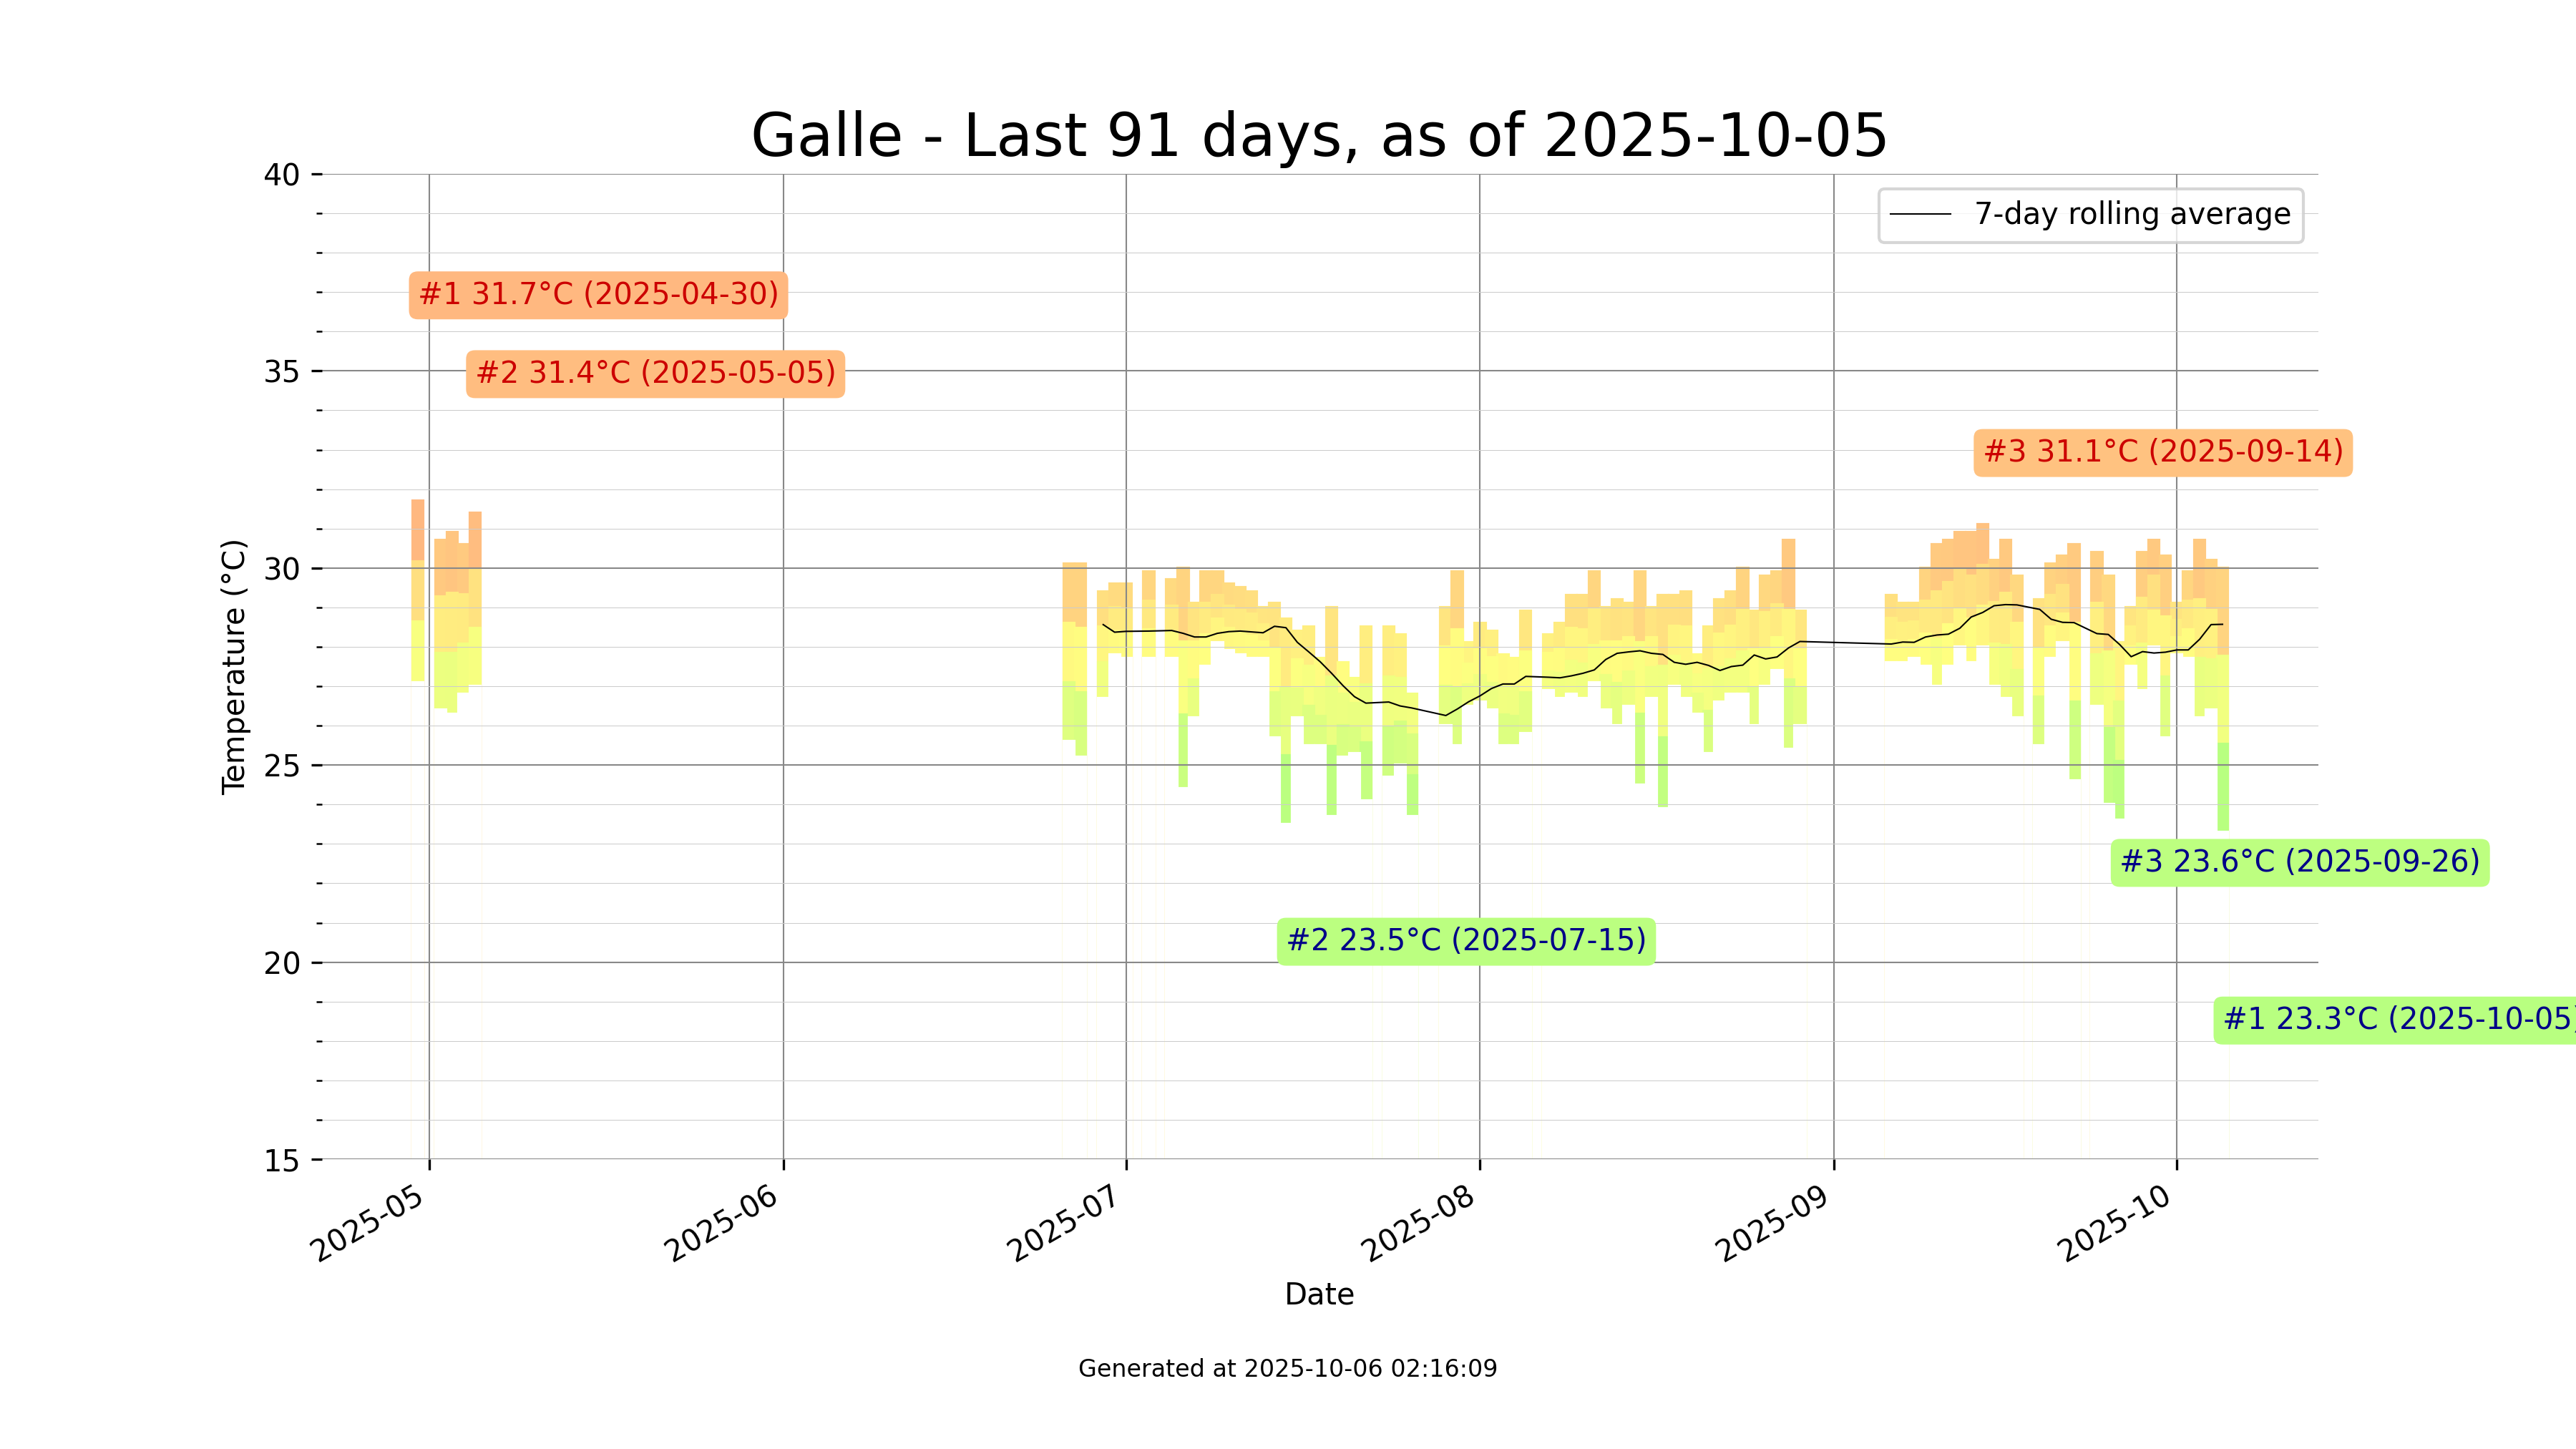 Galle - Last 91 days, as of 2025-10-05
7-day rolling average
#1 31.7°C (2025-04-30)
#2 31.4°C (2025-05-05)
#3 31.1°C (2025-09-14)
#3 23.6°C (2025-09-26)
#2 23.5°C (2025-07-15)
#1 23.3°C (2025-10-05)
Temperature (°C)
40
35
30
25
20
15
2025-05
2025-06
2025-07
2025-08
2025-09
2025-10
Date
Generated at 2025-10-06 02:16:09